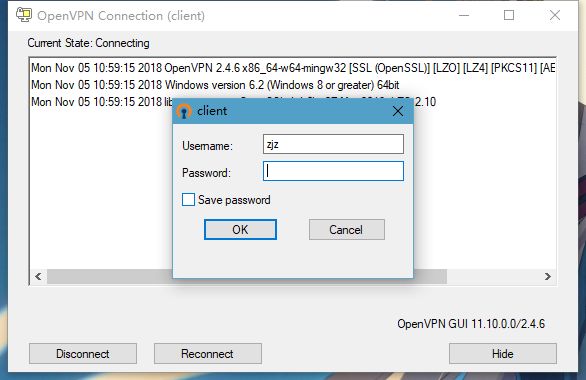 OpenVPN Connection (client)
Current State: Connecting
Mon Nov 05 10:59:15 2018 OpenVPN 2.4.6 x86_64-w64-mingw32 [SSL (OpenSSL)] [LZO] [LZ4] [PKCS11] [AE
Mon Nov 05 10:59:15 2018 Windows version 6.2 (Windows 8 or greater) 64bit
Mon Nov 05 10:59:15 2018 lib 2.10
client
Username: zjz
Password:
Save password
OK Cancel
OpenVPN GUI 11.10.0.0/2.4.6
Disconnect Reconnect Hide